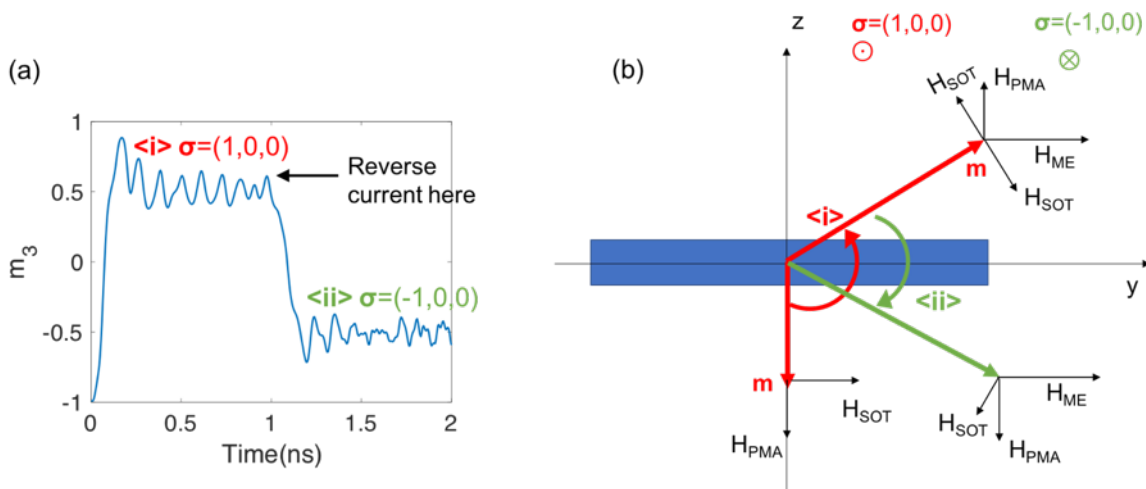 (a)
1
0.5
0
-0.5
-1
m3
<i> σ=(1,0,0)
Reverse
current here
<ii> σ=(-1,0,0)
0
0.5
1
1.5
2
Time(ns)
(b)
z
σ=(1,0,0)
σ=(-1,0,0)
HSOT
HPMA
HME
m
HSOT
<i>
y
<ii>
m
HSOT
HPMA
HME
HSOT
HPMA